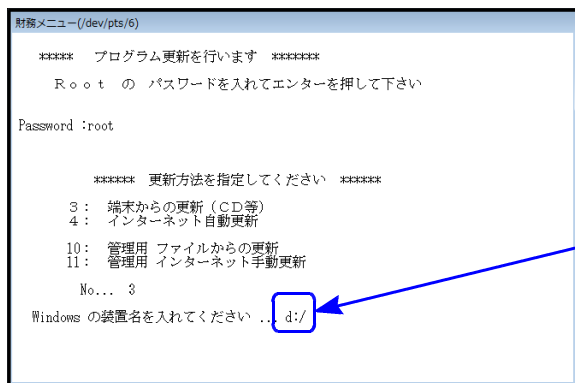 財務メニュー(/dev/pts/6)
***** プログラム更新を行います *******
Ｒｏｏｔ の パスワードを入れてエンターを押して下さい
Password :root
****** 更新方法を指定してください ******
３： 端末からの更新（ＣＤ等）
４： インターネット自動更新
10： 管理用 ファイルからの更新
11： 管理用 インターネット手動更新
No... 3
Windows の装置名を入れてください ... d:/